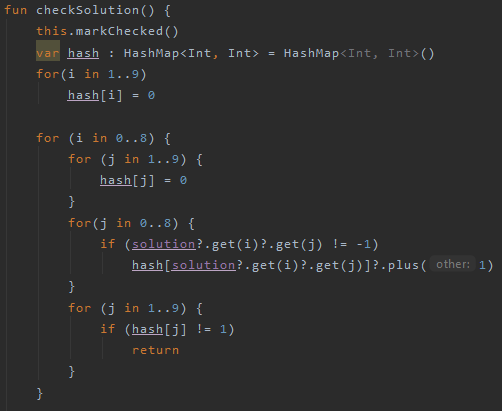 fun checkSolution() {
    this.markChecked()
    var hash : HashMap<Int, Int> = HashMap<Int, Int>()
    for(i in 1..9)
        hash[i] = 0

    for (i in 0..8) {
        for (j in 1..9) {
            hash[j] = 0
        }
        for(j in 0..8) {
            if (solution?.get(i)?.get(j) != -1)
                hash[solution?.get(i)?.get(j)]?.plus( other: 1)
        }
        for (j in 1..9) {
            if (hash[j] != 1)
                return
        }
    }